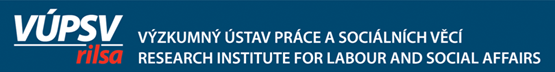 VÚPSV
rilsa
VÝZKUMNÝ ÚSTAV PRÁCE A SOCIÁLNÍCH VĚCÍ
RESEARCH INSTITUTE FOR LABOUR AND SOCIAL AFFAIRS